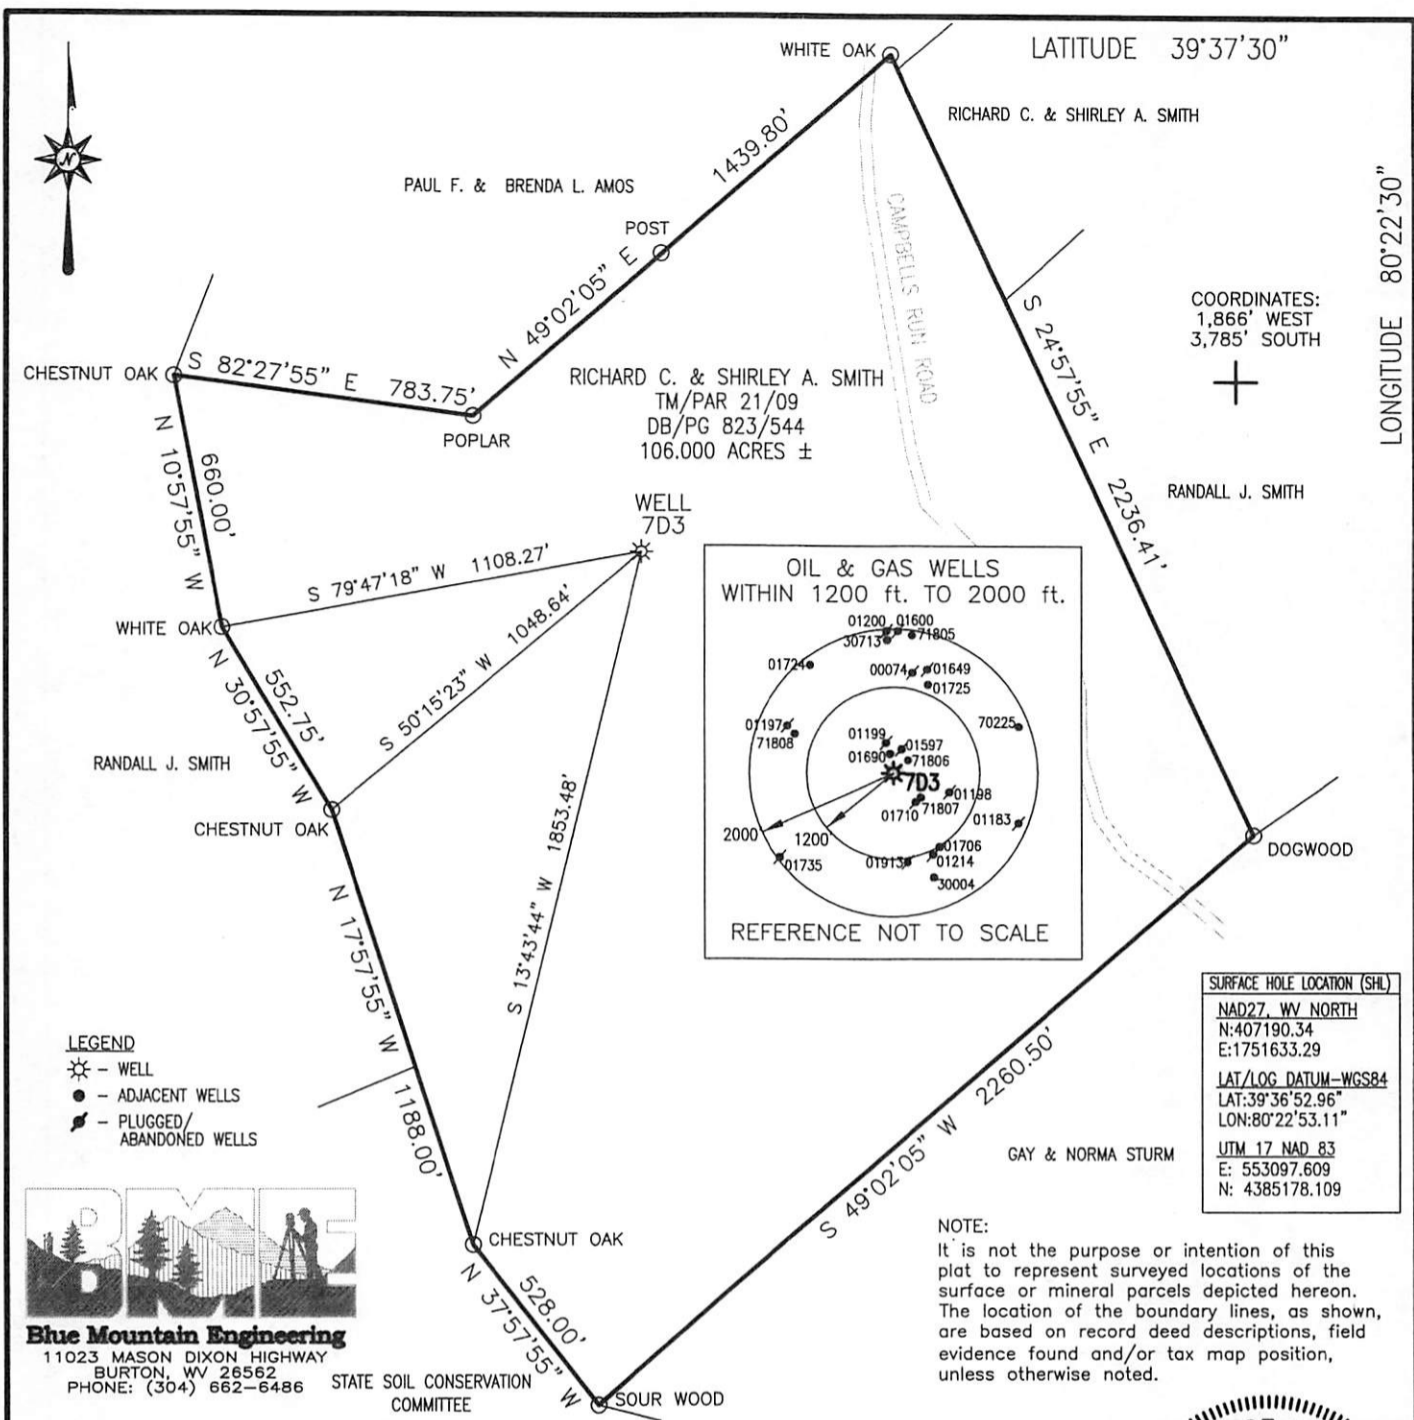 WHITE OAK
LATITUDE 39°37'30"
RICHARD C. & SHIRLEY A. SMITH
N
PAUL F. & BRENDA L. AMOS
1439.80'
CAMPBELLS RUN ROAD
LONGITUDE 80°22'30"
POST
N 49°02'05" E
COORDINATES:
1,866' WEST
3,785' SOUTH
CHESTNUT OAK
S 82°27'55" E 783.75'
POPLAR
RICHARD C. & SHIRLEY A. SMITH
TM/PAR 21/09
DB/PG 823/544
106.000 ACRES ±
S 24°57'55" E 2236.41'
RANDALL J. SMITH
N 10°57'55" W
660.00'
WELL
7D3
S 79°47'18" W 1108.27'
S 50°15'23" W 1048.64'
S 13°43'44" W 1853.48'
WHITE OAK
N 30°57'55" W
552.75'
RANDALL J. SMITH
CHESTNUT OAK
OIL & GAS WELLS
WITHIN 1200 ft. TO 2000 ft.
01200
01600
30713
71805
01724
00074
01649
01725
01197
71808
70225
01199
01597
01690
71806
7D3
01198
71807
01710
01183
2000'
1200'
01735
01706
01913
01214
30004
REFERENCE NOT TO SCALE
DOGWOOD
N 17°57'55" W 1188.00'
LEGEND
– WELL
– ADJACENT WELLS
– PLUGGED/
ABANDONED WELLS
SURFACE HOLE LOCATION (SHL)
NAD27, WV NORTH
N:407190.34
E:1751633.29
LAT/LOG DATUM–WGS84
LAT:39°36'52.96"
LON:80°22'53.11"
UTM 17 NAD 83
E: 553097.609
N: 4385178.109
S 49°02'05" W 2260.50'
GAY & NORMA STURM
BME
Blue Mountain Engineering
11023 MASON DIXON HIGHWAY
BURTON, WV 26562
PHONE: (304) 662–6486
CHESTNUT OAK
N 37°57'55" W
528.00'
STATE SOIL CONSERVATION
COMMITTEE
SOUR WOOD
NOTE:
It is not the purpose or intention of this
plat to represent surveyed locations of the
surface or mineral parcels depicted hereon.
The location of the boundary lines, as shown,
are based on record deed descriptions, field
evidence found and/or tax map position,
unless otherwise noted.